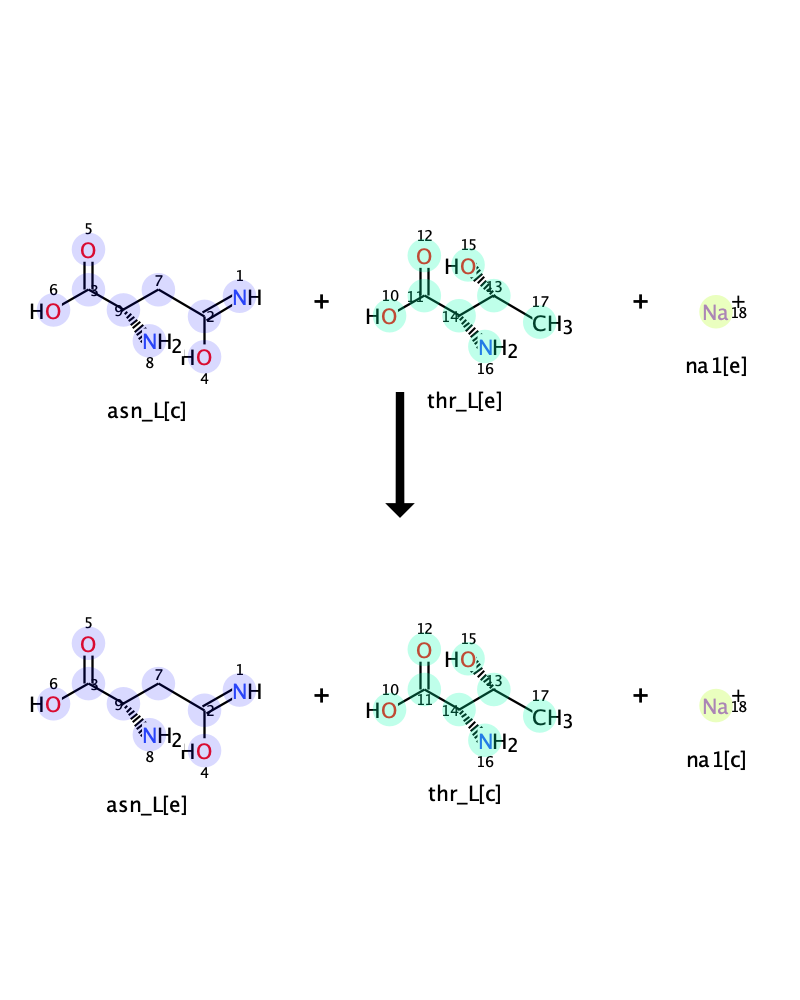 5
O
6
HO
3
9
7
2
1
NH
NH2
8
HO
4
asn_L[c]
+
12
O
10
HO
11
14
15
HO
13
17
CH3
NH2
16
thr_L[e]
+
Na+
18
na1[e]
5
O
6
HO
3
9
7
2
1
NH
NH2
8
HO
4
asn_L[e]
+
12
O
10
HO
11
14
15
HO
13
17
CH3
NH2
16
thr_L[c]
+
Na+
18
na1[c]